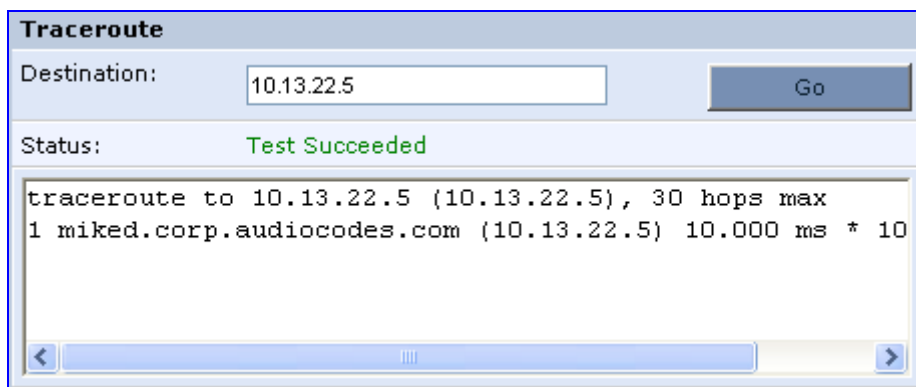 Traceroute
Destination: 10.13.22.5 Go
Status: Test Succeeded
traceroute to 10.13.22.5 (10.13.22.5), 30 hops max
1 miked.corp.audiocodes.com (10.13.22.5) 10.000 ms * 10